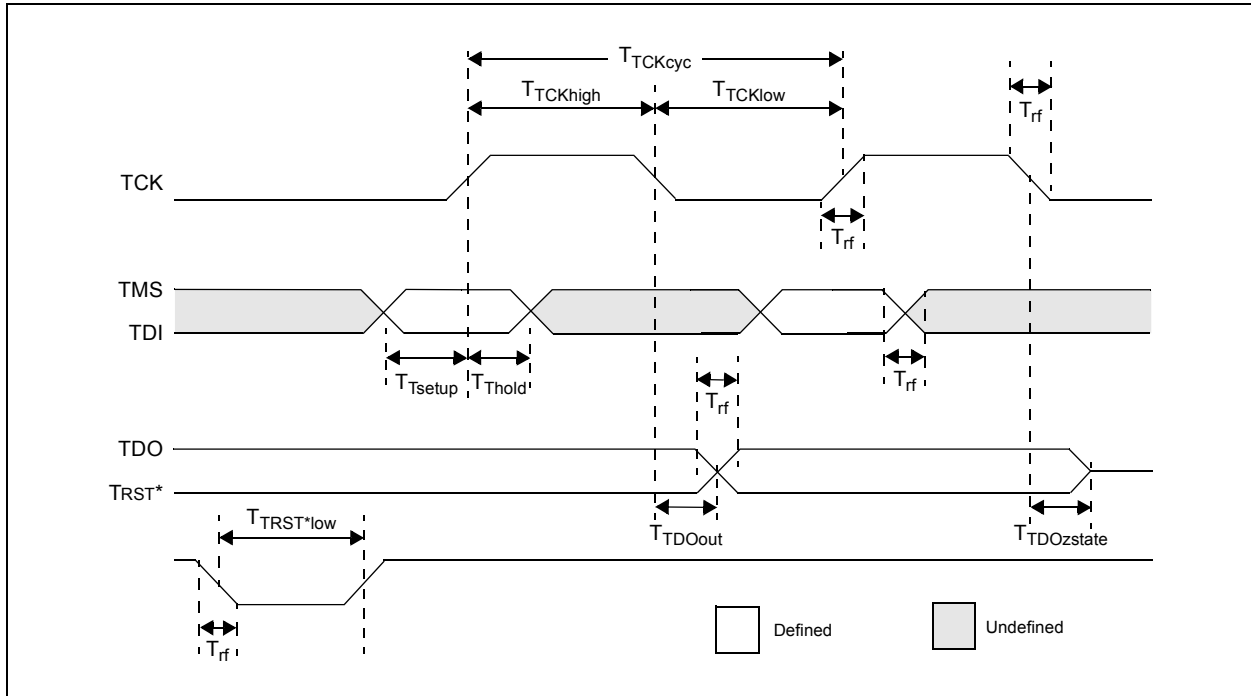 TTCKcyc
TTCKhigh
TTCKlow
Trf
TCK
Trf
TMS
TDI
TTsetup
TThold
Trf
Trf
TDO
TRST*
TTRST*low
TTDOout
TTDOzstate
Trf
Defined
Undefined